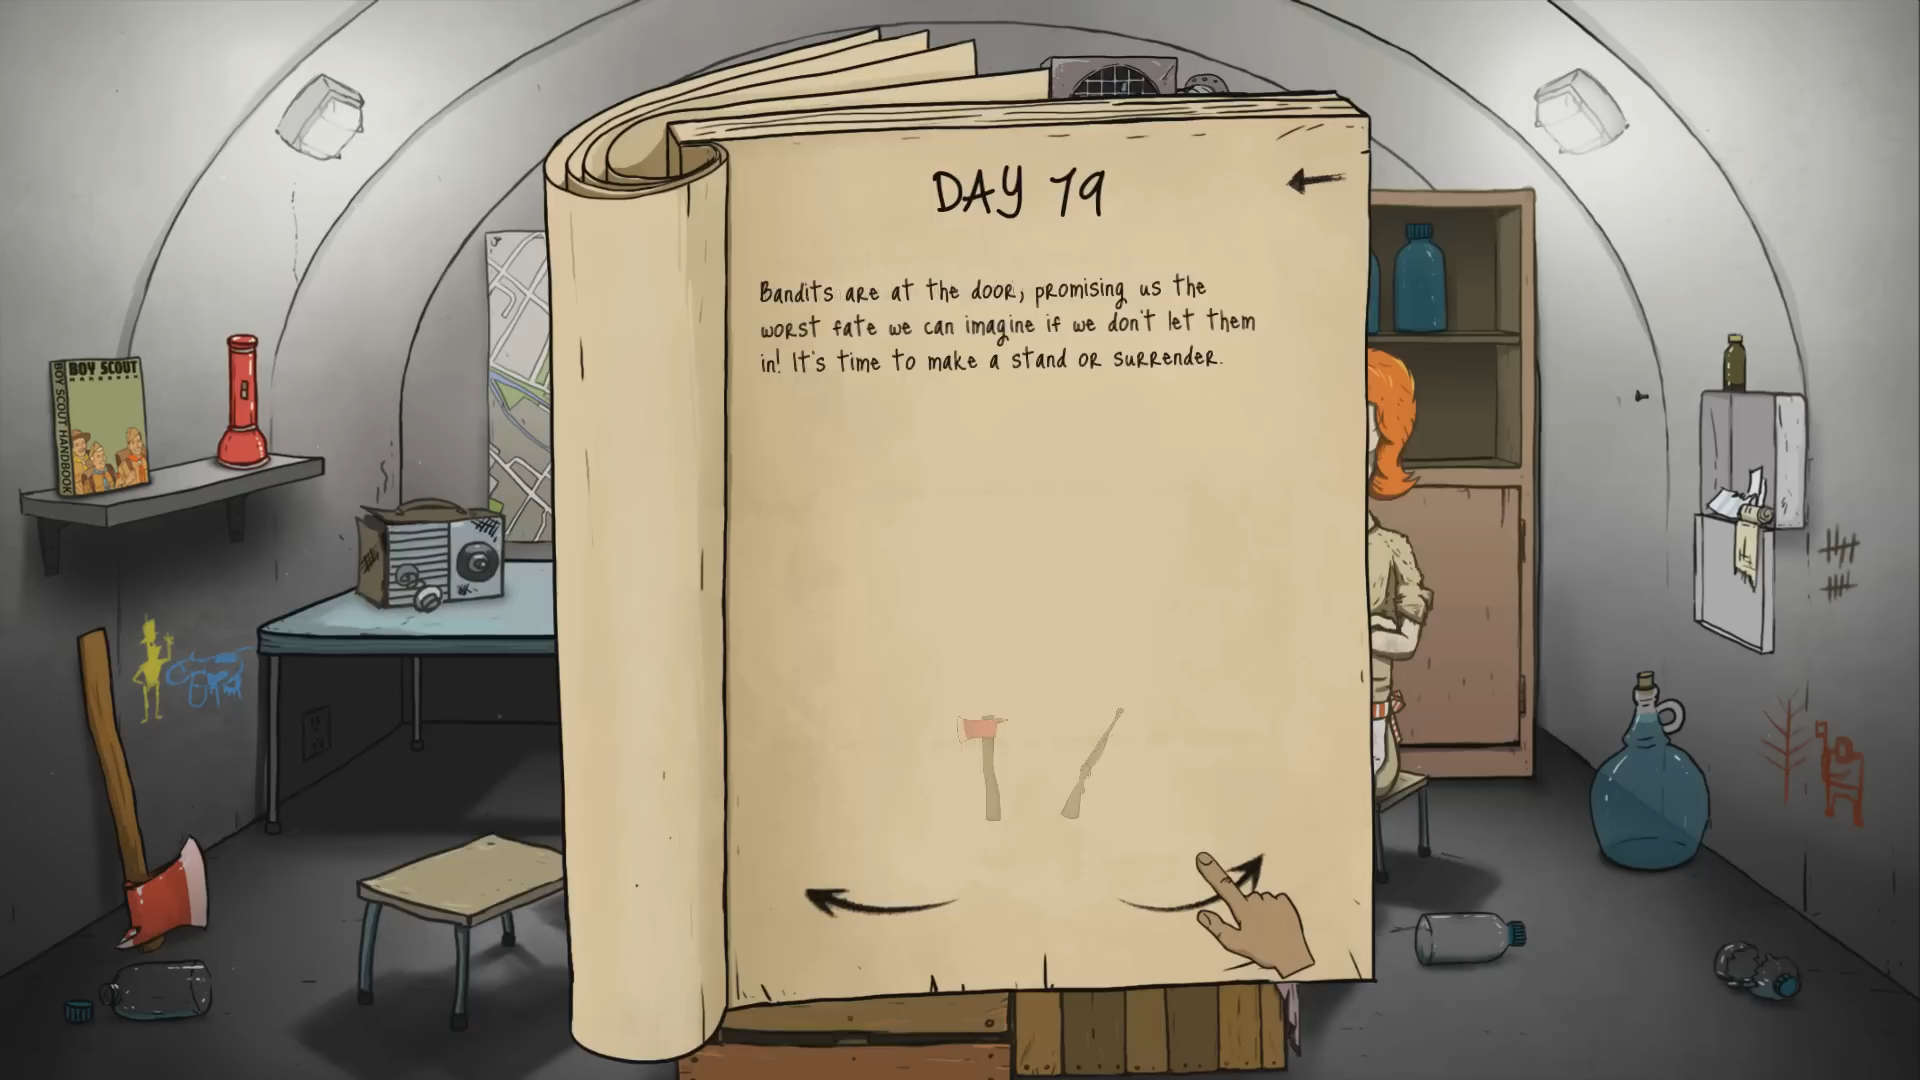 DAY 79
Bandits are at the door, promising us the
worst fate we can imagine if we don't let them
in! It's time to make a stand or surrender.
BOY SCOUT
HANDBOOK
BOY SCOUT HANDBOOK